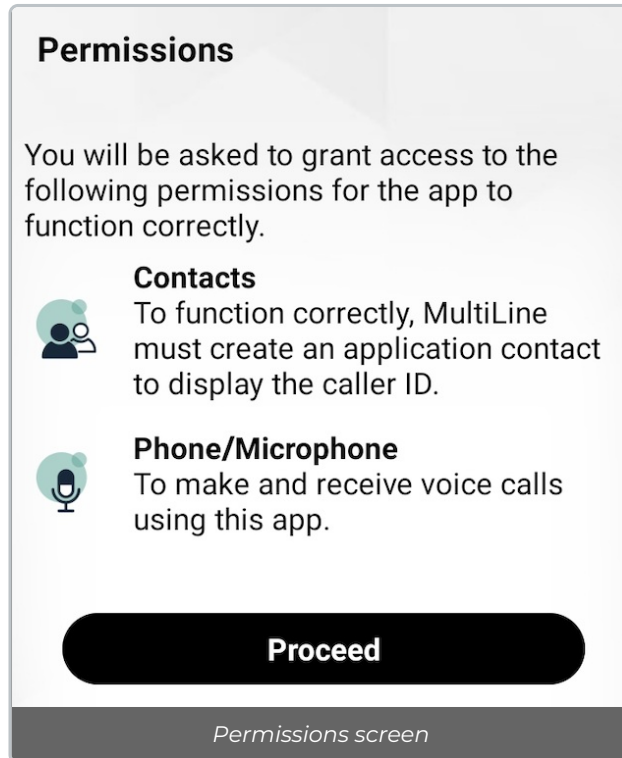 Permissions
You will be asked to grant access to the
following permissions for the app to
function correctly.
Contacts
To function correctly, MultiLine
must create an application contact
to display the caller ID.
Phone/Microphone
To make and receive voice calls
using this app.
Proceed
Permissions screen